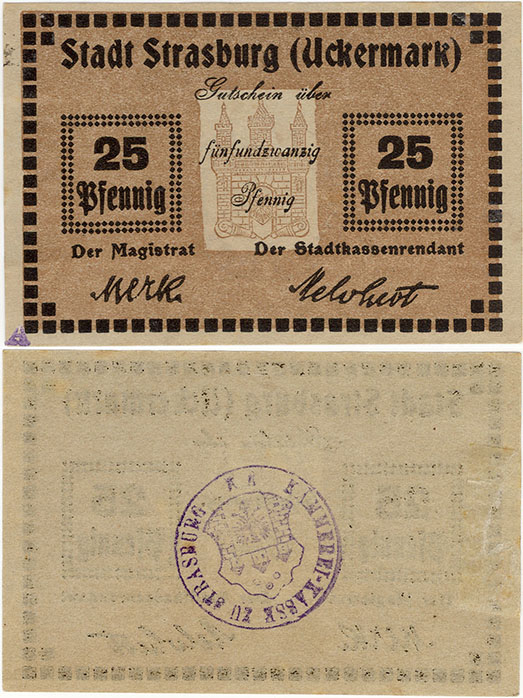 Stadt Strasburg (Uckermark)
Gutschein über
25
Pfennig
fünfundzwanzig
Pfennig
25
Pfennig
Der Magistrat
Der Stadtkassenrendant
Merk
KÄMMEREI-KASSE ZU STRASBURG